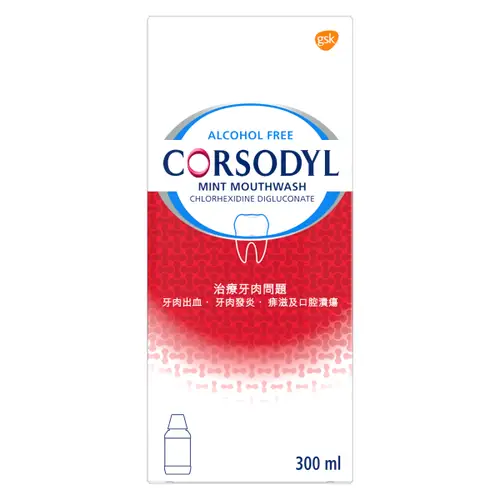 gsk
ALCOHOL FREE
CORSODYL
MINT MOUTHWASH
CHLORHEXIDINE DIGLUCONATE
治療牙肉問題
牙肉出血． 牙肉發炎． 痱滋及口腔潰瘍
300 ml